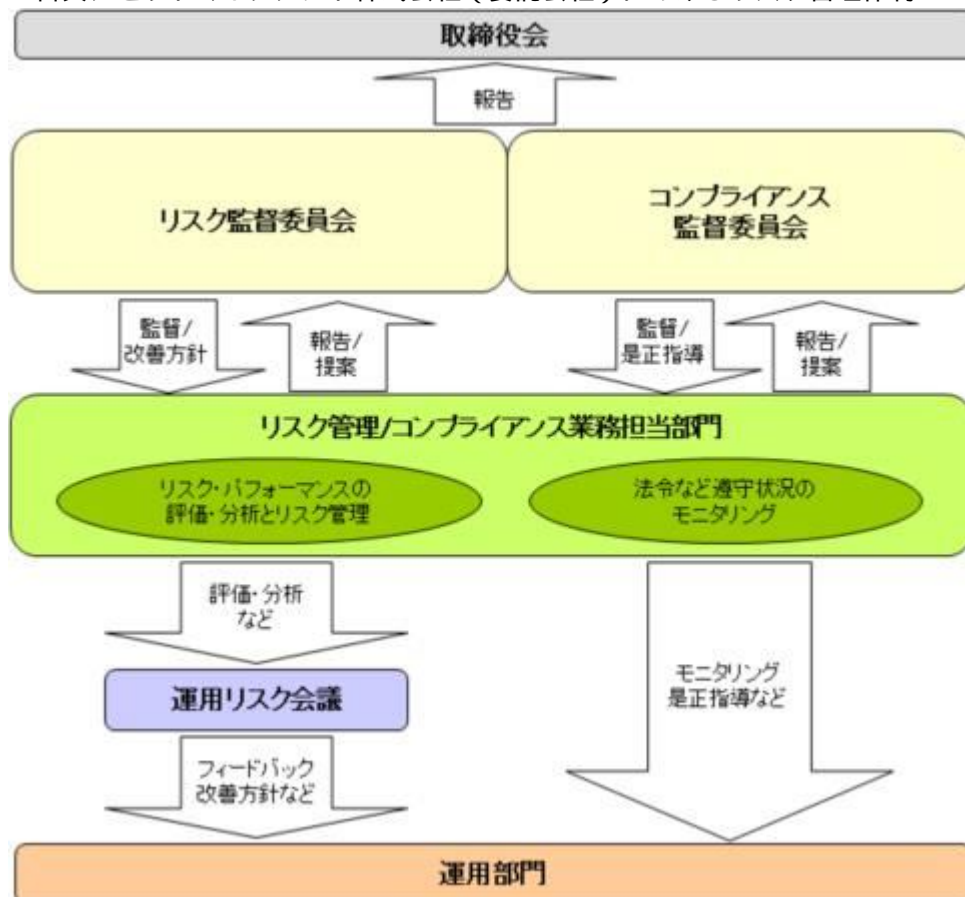 取締役会
報告
リスク監督委員会
コンプライアンス
監督委員会
監督/
改善方針
報告/
提案
監督/
是正指導
報告/
提案
リスク管理/コンプライアンス業務担当部門
リスク・パフォーマンスの
評価・分析とリスク管理
法令など遵守状況の
モニタリング
評価・分析
など
運用リスク会議
モニタリング
是正指導など
フィードバック
改善方針など
運用部門